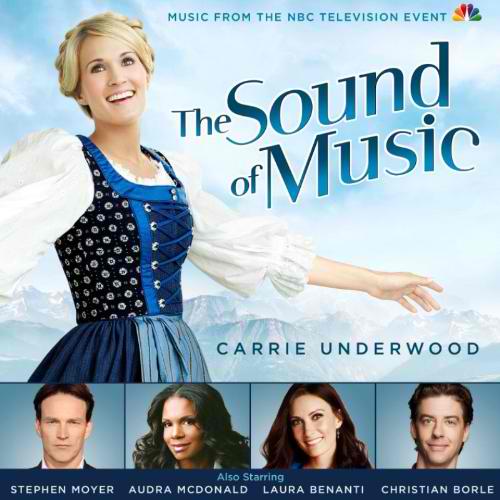 MUSIC FROM THE NBC TELEVISION EVENT
The Sound
of Music
CARRIE UNDERWOOD
Also Starring
STEPHEN MOYER AUDRA MCDONALD LAURA BENANTI CHRISTIAN BORLE